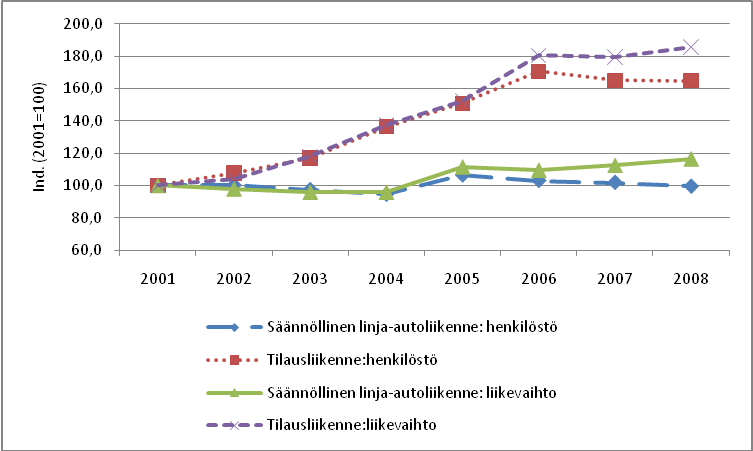 200,0
180,0
160,0
140,0
120,0
100,0
80,0
60,0
Ind. (2001=100)
2001 2002 2003 2004 2005 2006 2007 2008
Säännöllinen linja-autoliikenne: henkilöstö
Tilausliikenne:henkilöstö
Säännöllinen linja-autoliikenne: liikevaihto
Tilausliikenne:liikevaihto